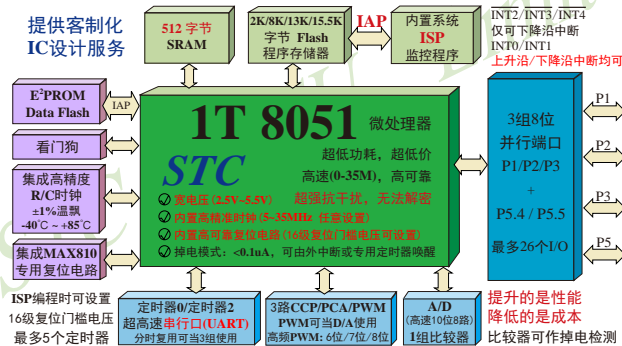 提供客制化
IC设计服务
512 字节
SRAM
2K/8K/13K/15.5K
字节 Flash
程序存储器
IAP
内置系统
ISP
监控程序
INT2/INT3/INT4
仅可下降沿中断
INT0/INT1
上升沿/下降沿中断均可
E²PROM
Data Flash
IAP
看门狗
集成高精度
R/C时钟
±1%温飘
-40℃～+85℃
集成MAX810
专用复位电路
1T 8051 微处理器
STC
超低功耗，超低价
高速(0-35M)，高可靠
宽电压(2.5V~5.5V) 超强抗干扰，无法解密
内置高精准时钟(5~35MHz 任意设置)
内置高可靠复位电路(16级复位门槛电压可设置)
掉电模式：<0.1uA，可由外中断或专用定时器唤醒
3组8位
并行端口
P1/P2/P3
+
P5.4 / P5.5
最多26个I/O
P1
P2
P3
P5
ISP编程时可设置
16级复位门槛电压
最多5个定时器
定时器0/定时器2
超高速串行口(UART)
分时复用可当3组使用
3路CCP/PCA/PWM
PWM可当D/A使用
高频PWM: 6位/7位/8位
A/D
(高速10位8路)
1组比较器
提升的是性能
降低的是成本
比较器可作掉电检测